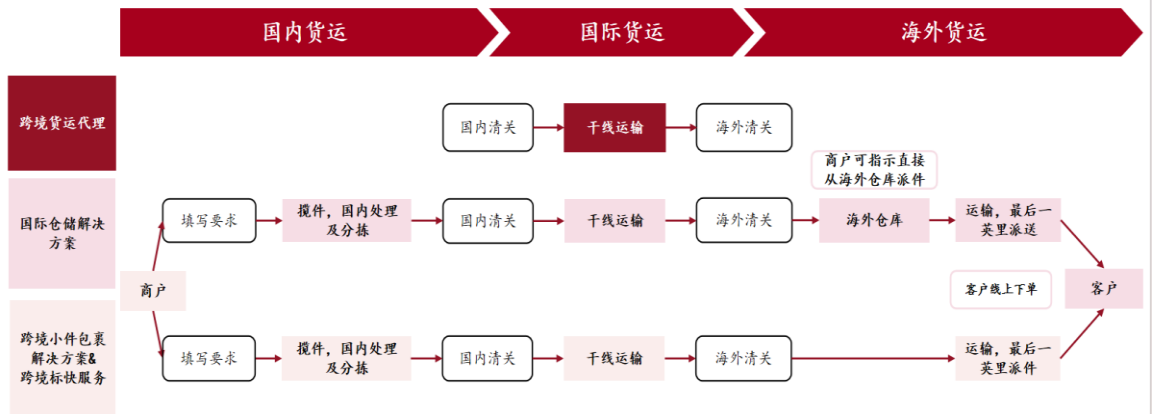 国内货运
国际货运
海外货运
跨境货运代理
国内清关
干线运输
海外清关
商户可指示直接
从海外仓库派件
国际仓储解决
方案
填写要求
揽件，国内处理
及分拣
国内清关
干线运输
海外清关
海外仓库
运输，最后一
英里派送
商户
客户线上下单
客户
跨境小件包裹
解决方案&
跨境标快服务
填写要求
揽件，国内处理
及分拣
国内清关
干线运输
海外清关
运输，最后一
英里派件